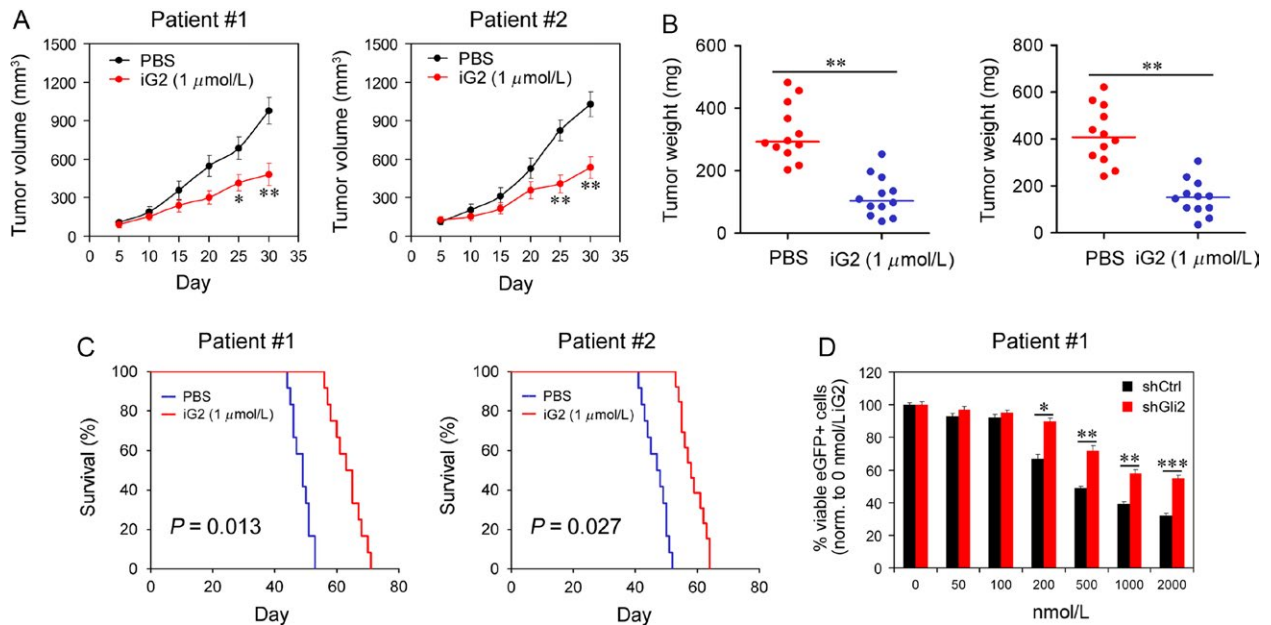 A
Patient #1
Tumor volume (mm³)
1500
1200
900
600
300
0
PBS
iG2 (1 μmol/L)
*
**
0 5 10 15 20 25 30 35
Day
Patient #2
Tumor volume (mm³)
1500
1200
900
600
300
0
PBS
iG2 (1 μmol/L)
**
**
0 5 10 15 20 25 30 35
Day
B
Tumor weight (mg)
600
400
200
0
**
PBS iG2 (1 μmol/L)
Tumor weight (mg)
800
600
400
200
0
**
PBS iG2 (1 μmol/L)
C
Patient #1
Survival (%)
100
80
60
40
20
0
PBS
iG2 (1 μmol/L)
P = 0.013
0 20 40 60 80
Day
Patient #2
Survival (%)
100
80
60
40
20
0
PBS
iG2 (1 μmol/L)
P = 0.027
0 20 40 60 80
Day
D
Patient #1
% viable eGFP+ cells
(norm. to 0 nmol/L iG2)
120
100
80
60
40
20
0
shCtrl
shGli2
*
**
**
***
0 50 100 200 500 1000 2000
nmol/L